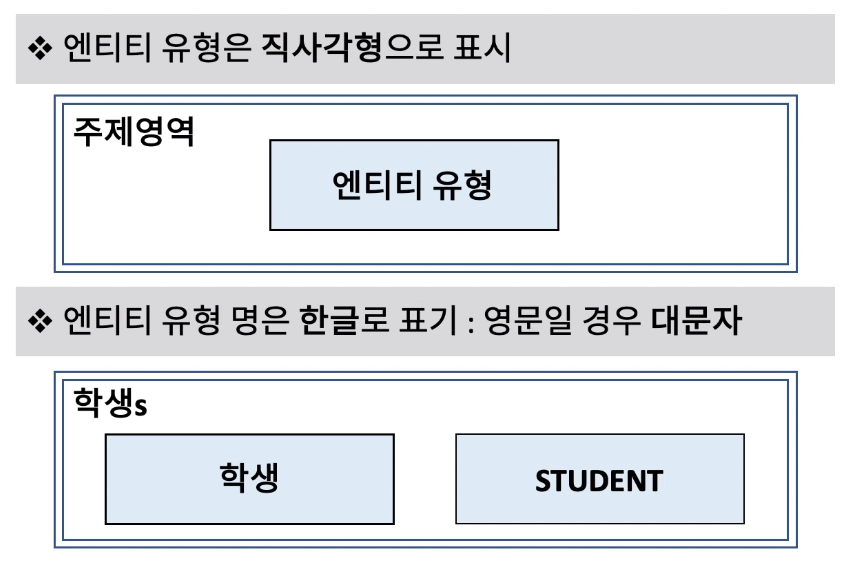 ❖ 엔티티 유형은 직사각형으로 표시
주제영역
엔티티 유형
❖ 엔티티 유형 명은 한글로 표기 : 영문일 경우 대문자
학생s
학생
STUDENT